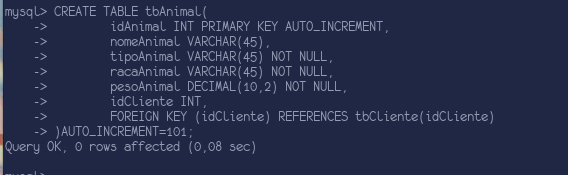 mysql> CREATE TABLE tbAnimal(
    -> idAnimal INT PRIMARY KEY AUTO_INCREMENT,
    -> nomeAnimal VARCHAR(45),
    -> tipoAnimal VARCHAR(45) NOT NULL,
    -> racaAnimal VARCHAR(45) NOT NULL,
    -> pesoAnimal DECIMAL(10,2) NOT NULL,
    -> idCliente INT,
    -> FOREIGN KEY (idCliente) REFERENCES tbCliente(idCliente)
    -> )AUTO_INCREMENT=101;
Query OK, 0 rows affected (0,08 sec)
mysql>